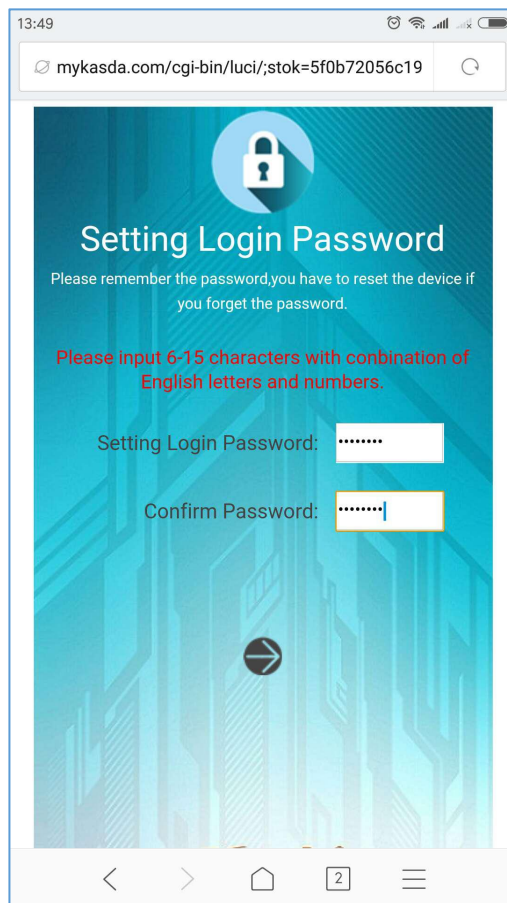 13:49
mykasda.com/cgi-bin/luci/;stok=5f0b72056c19
Setting Login Password
Please remember the password,you have to reset the device if
you forget the password.
Please input 6-15 characters with conbination of
English letters and numbers.
Setting Login Password: ••••••••
Confirm Password: ••••••••
2